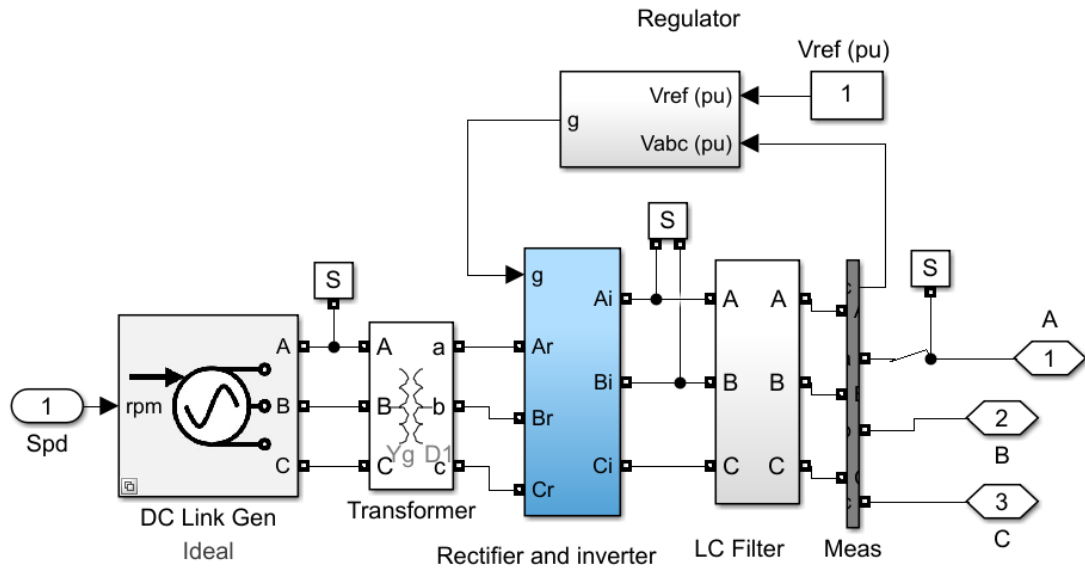 Regulator
Vref (pu)
Vref (pu)
1
g
Vabc (pu)
S
S
S
g
Ai
A
A
c
A
A
A
A
a
Ar
a
1
rpm
1
B
B
b
Br
Bi
B
B
2
Spd
Yg D1
B
C
C
c
Cr
Ci
C
C
c
3
C
DC Link Gen
Ideal
Transformer
Rectifier and inverter
LC Filter
Meas